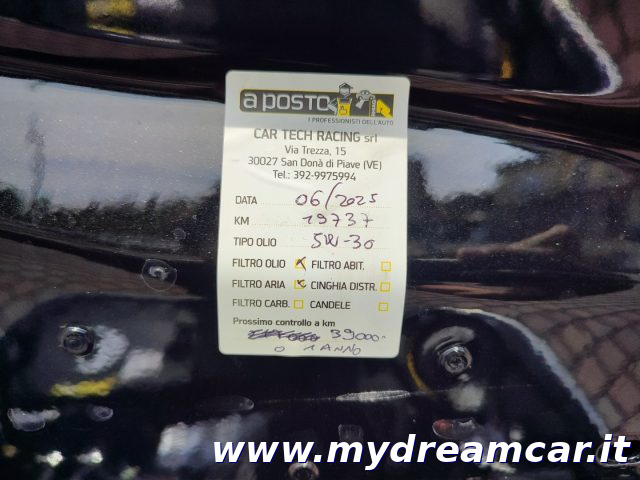 a POSTO
I PROFESSIONISTI DELL'AUTO
CAR TECH RACING srl
Via Trezza, 15
30027 San Donà di Piave (VE)
Tel.: 392-9975994
DATA 06/2025
KM 19737
TIPO OLIO 5W-30
FILTRO OLIO FILTRO ABIT.
FILTRO ARIA CINGHIA DISTR.
FILTRO CARB. CANDELE
Prossimo controllo a km
39000-
O 1 ANNO
www.mydreamcar.it